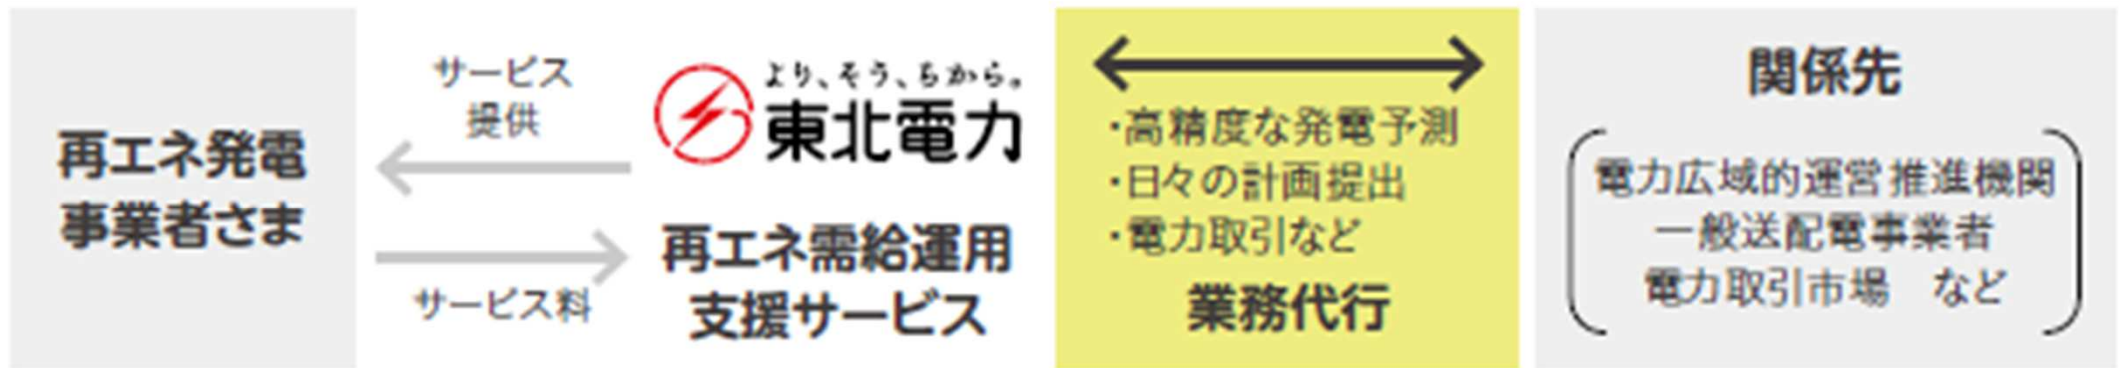 再エネ発電
事業者さま
サービス
提供
サービス料
より、そう、ちから。
東北電力
再エネ需給運用
支援サービス
・高精度な発電予測
・日々の計画提出
・電力取引など
業務代行
関係先
電力広域的運営推進機関
一般送配電事業者
電力取引市場　など